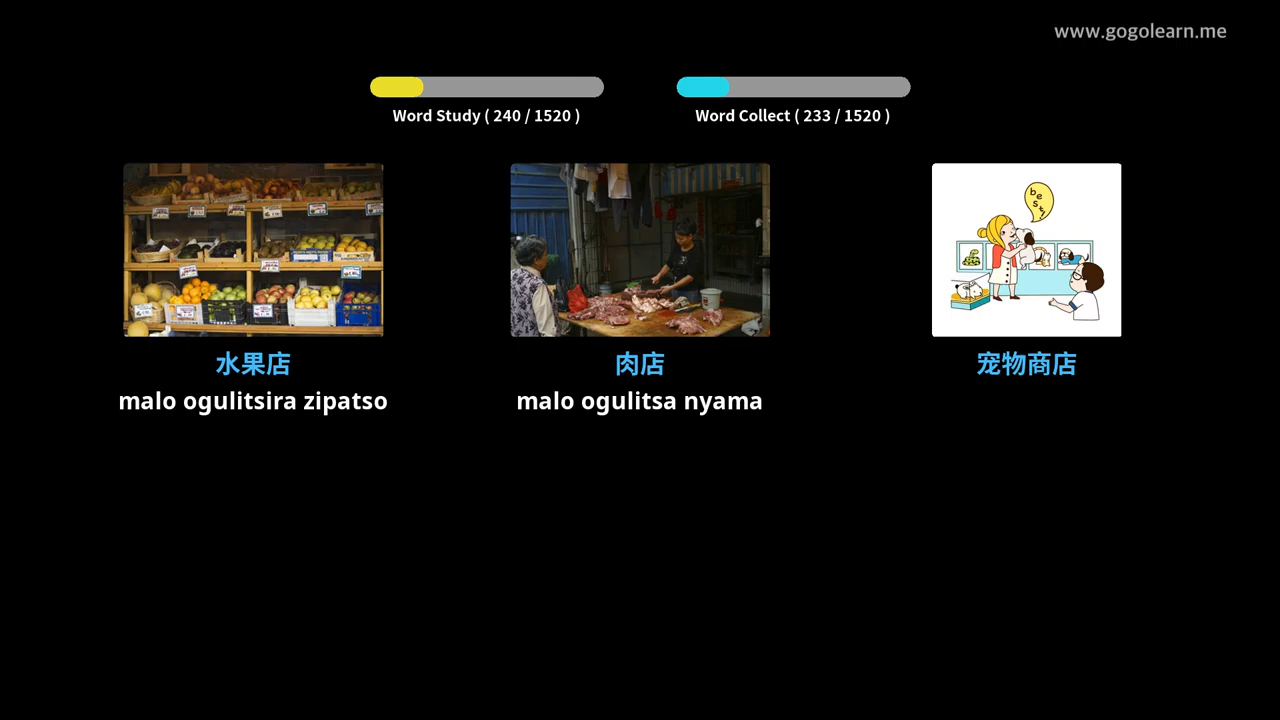 www.gogolearn.me
Word Study ( 240 / 1520 )
Word Collect ( 233 / 1520 )
best
水果店
肉店
宠物商店
malo ogulitsira zipatso
malo ogulitsa nyama